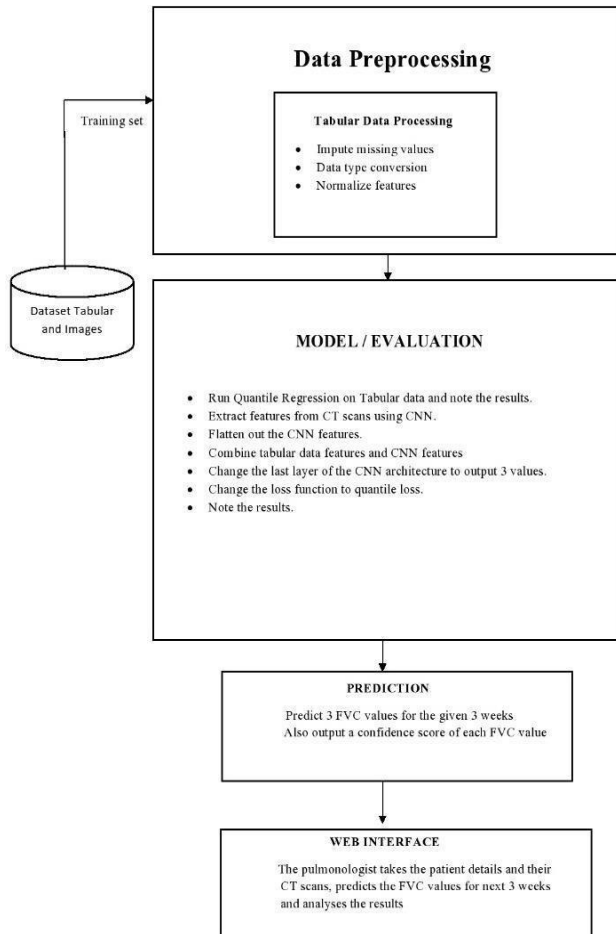 Data Preprocessing
Training set
Tabular Data Processing
• Impute missing values
• Data type conversion
• Normalize features
Dataset Tabular
and Images
MODEL / EVALUATION
• Run Quantile Regression on Tabular data and note the results.
• Extract features from CT scans using CNN.
• Flatten out the CNN features.
• Combine tabular data features and CNN features
• Change the last layer of the CNN architecture to output 3 values.
• Change the loss function to quantile loss.
• Note the results.
PREDICTION
Predict 3 FVC values for the given 3 weeks
Also output a confidence score of each FVC value
WEB INTERFACE
The pulmonologist takes the patient details and their
CT scans, predicts the FVC values for next 3 weeks
and analyses the results